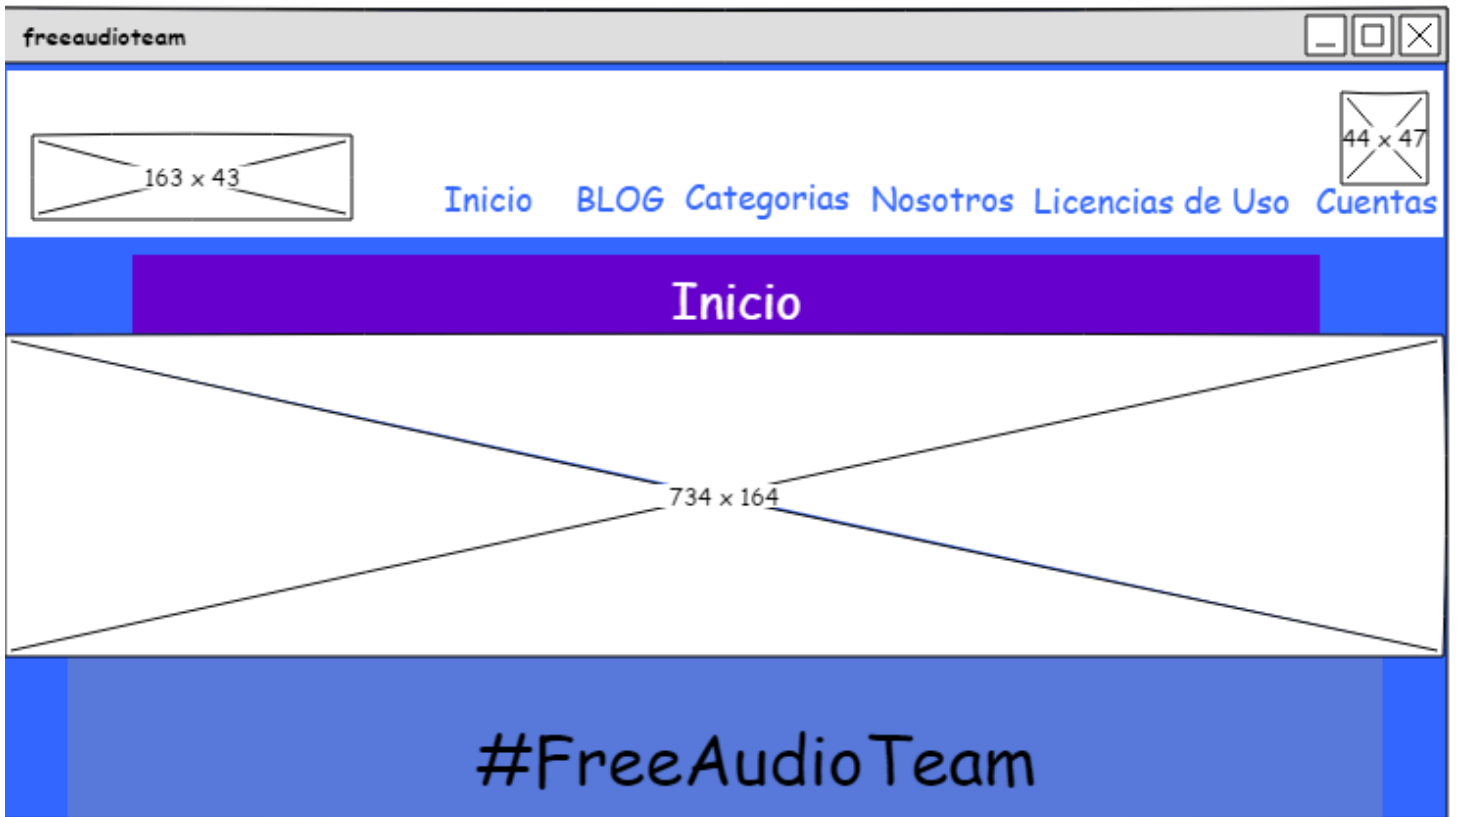 freeaudioteam
163 x 43
44 x 47
Inicio BLOG Categorias Nosotros Licencias de Uso Cuentas
Inicio
734 x 164
#FreeAudioTeam